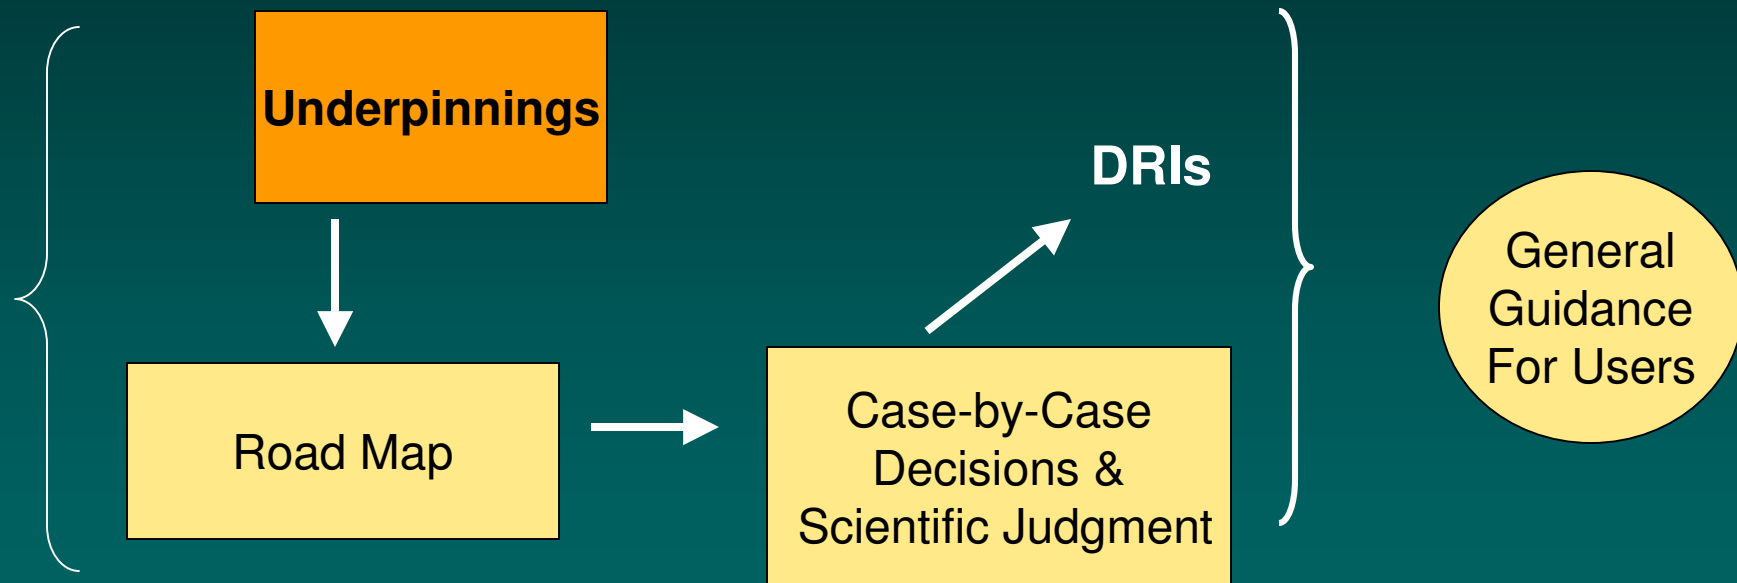 Underpinnings
DRIs
General
Guidance
For Users
Road Map
Case-by-Case
Decisions &
Scientific Judgment